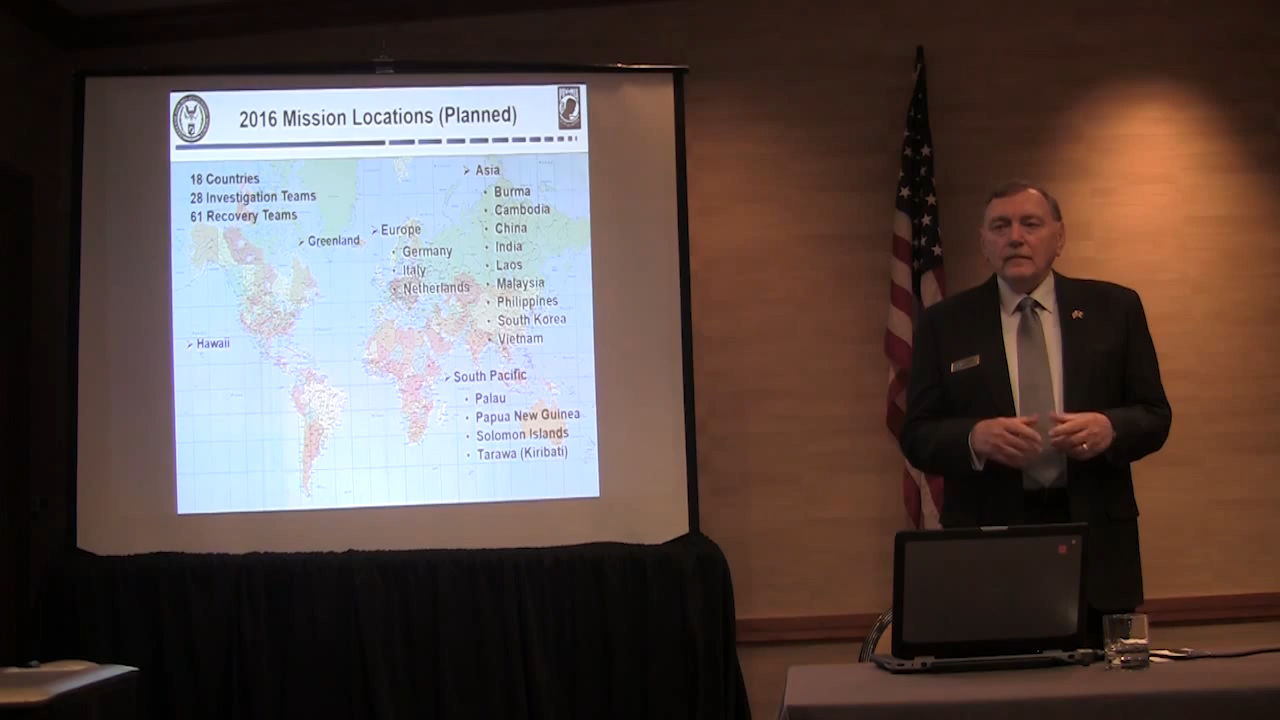 2016 Mission Locations (Planned)
18 Countries
28 Investigation Teams
61 Recovery Teams
➢ Greenland
➢ Hawaii
➢ Europe
• Germany
• Italy
• Netherlands
➢ Asia
• Burma
• Cambodia
• China
• India
• Laos
• Malaysia
• Philippines
• South Korea
• Vietnam
➢ South Pacific
• Palau
• Papua New Guinea
• Solomon Islands
• Tarawa (Kiribati)